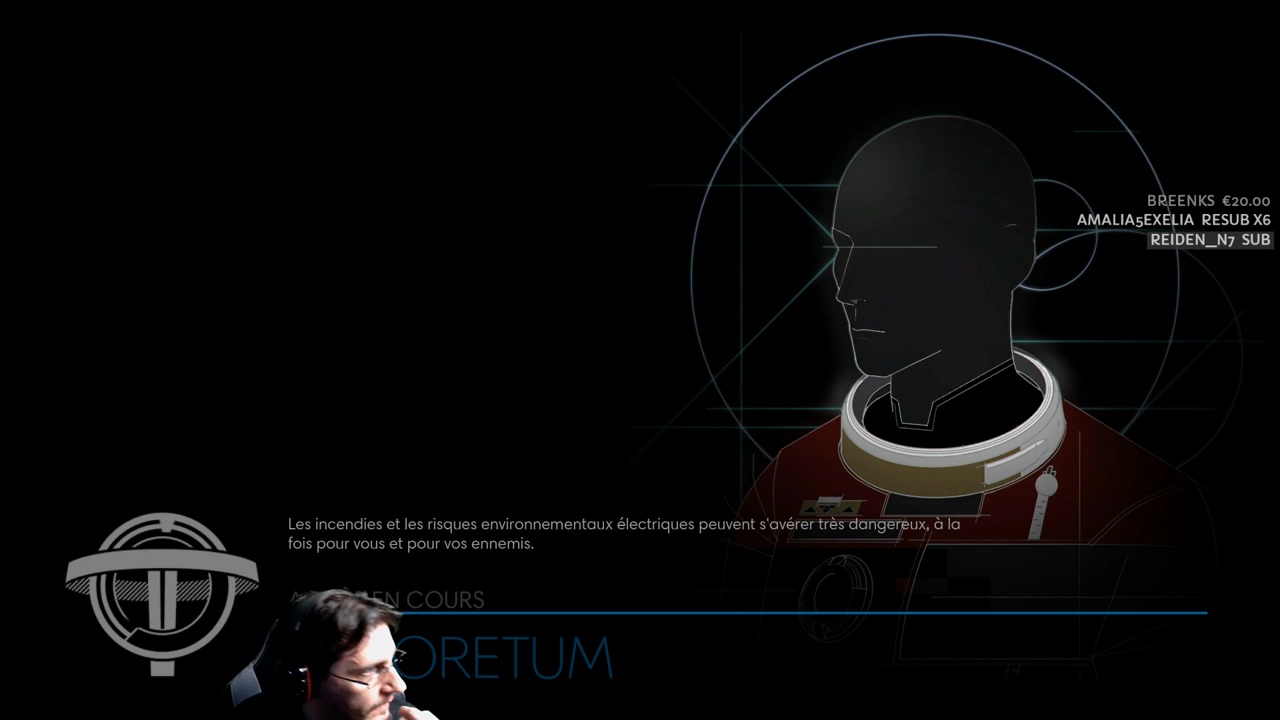 BREENKS €20.00
AMALIA5EXELIA RESUB X6
REIDEN_N7 SUB
Les incendies et les risques environnementaux électriques peuvent s'avérer très dangereux, à la
fois pour vous et pour vos ennemis.
EN COURS
ORETUM